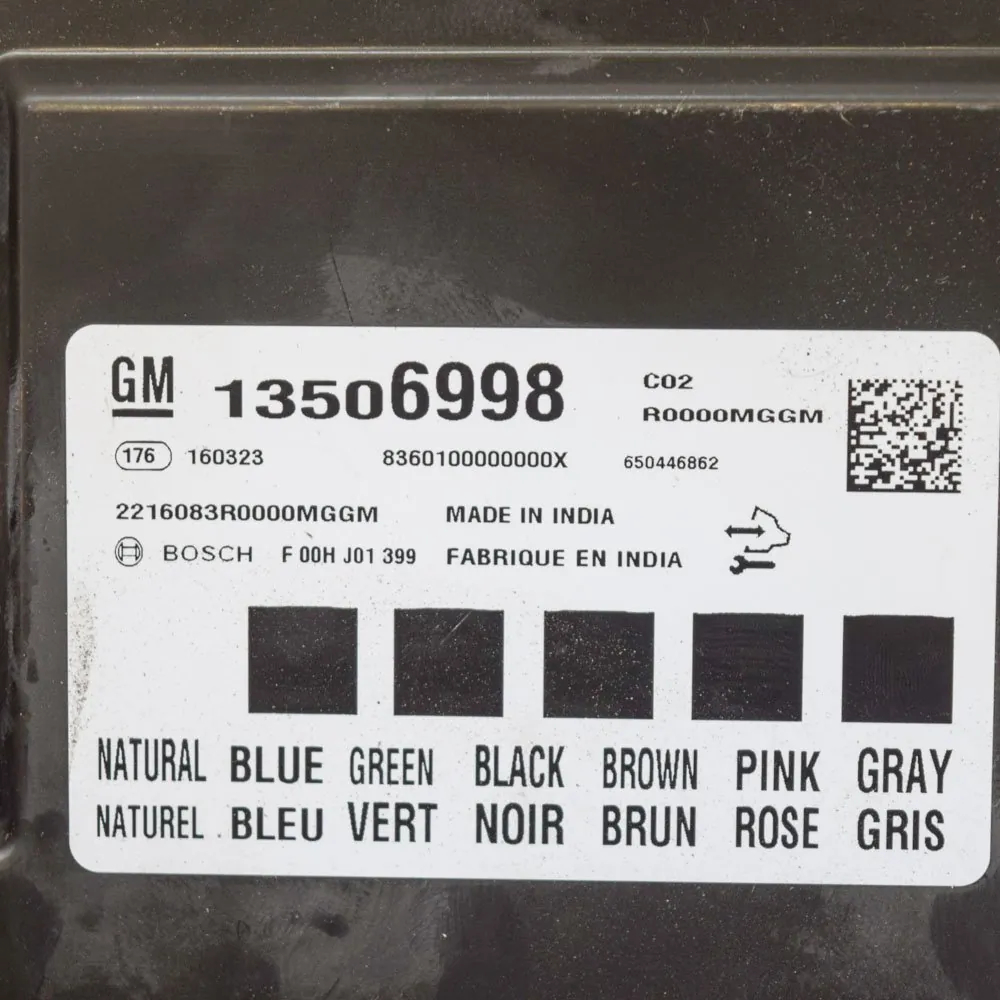 GM 13506998 C02
R0000MGGM
176 160323 8360100000000X 650446862
2216083R0000MGGM MADE IN INDIA
BOSCH F 00H J01 399 FABRIQUE EN INDIA
NATURAL BLUE GREEN BLACK BROWN PINK GRAY
NATUREL BLEU VERT NOIR BRUN ROSE GRIS